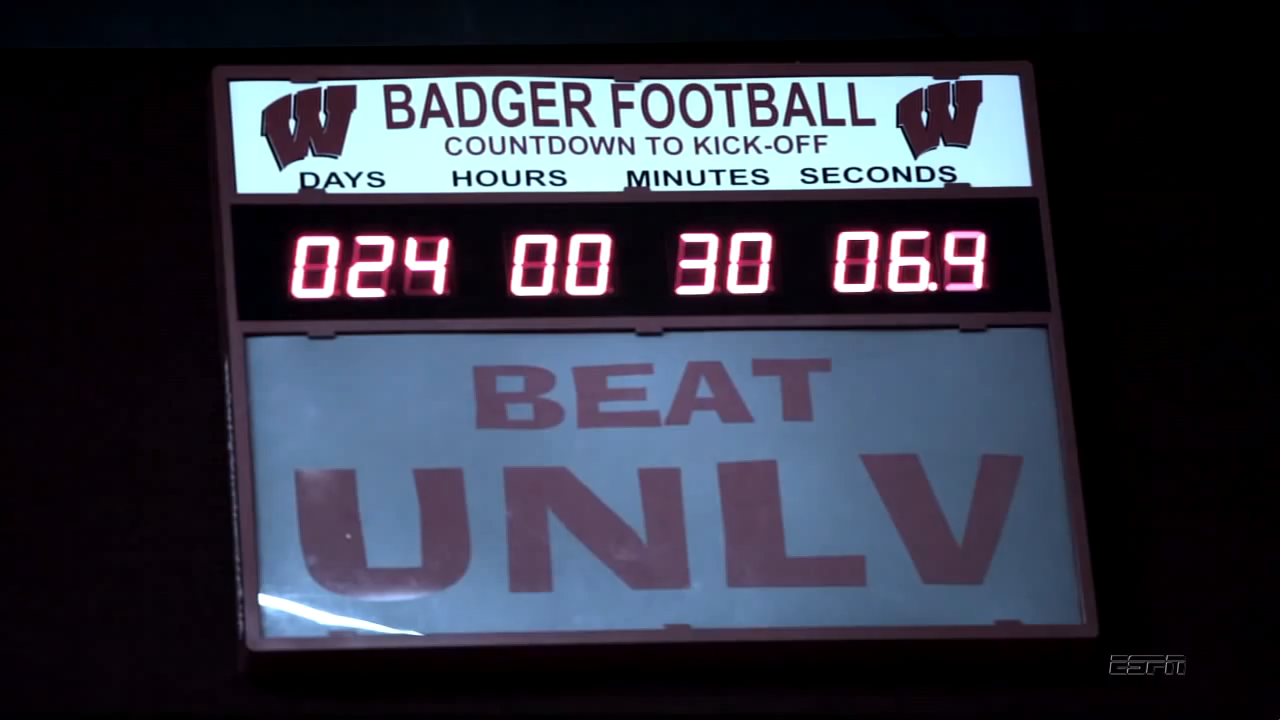 W BADGER FOOTBALL W
COUNTDOWN TO KICK-OFF
DAYS HOURS MINUTES SECONDS
024 00 30 06.9
BEAT
UNLV
ESPN